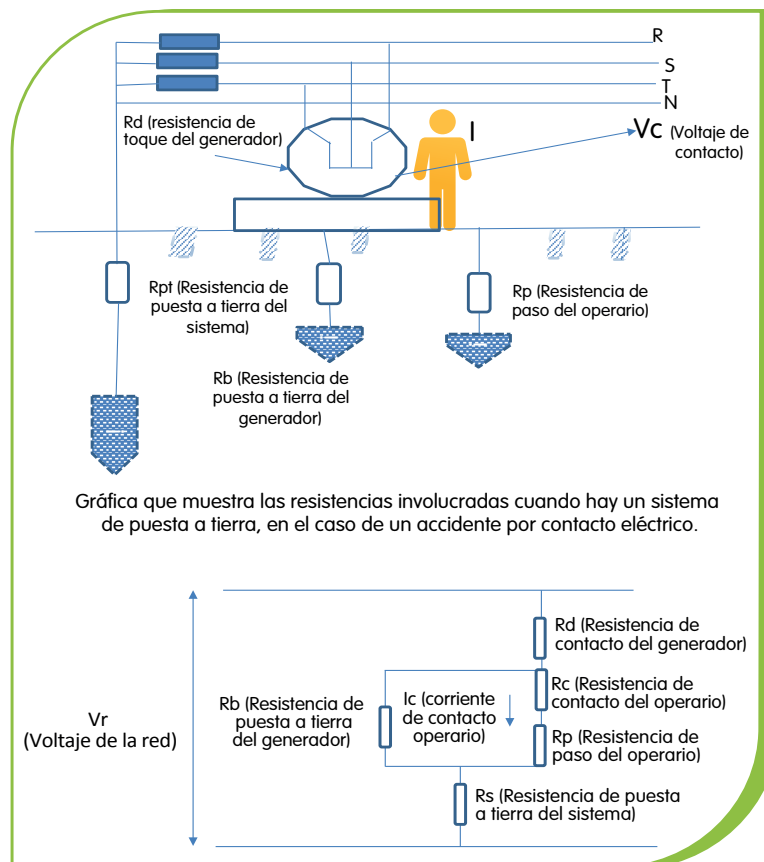 R
S
T
N
Rd (resistencia de
toque del generador)
I
Vc (Voltaje de
contacto)
Rpt (Resistencia de
puesta a tierra del
sistema)
Rp (Resistencia de
paso del operario)
Rb (Resistencia de
puesta a tierra del
generador)
Gráfica que muestra las resistencias involucradas cuando hay un sistema
de puesta a tierra, en el caso de un accidente por contacto eléctrico.
Rd (Resistencia de
contacto del generador)
Rc (Resistencia de
contacto del operario)
Rb (Resistencia de
puesta a tierra
del generador)
Ic (corriente
de contacto
operario)
Vr
(Voltaje de la red)
Rp (Resistencia de
paso del operario)
Rs (Resistencia de puesta
a tierra del sistema)